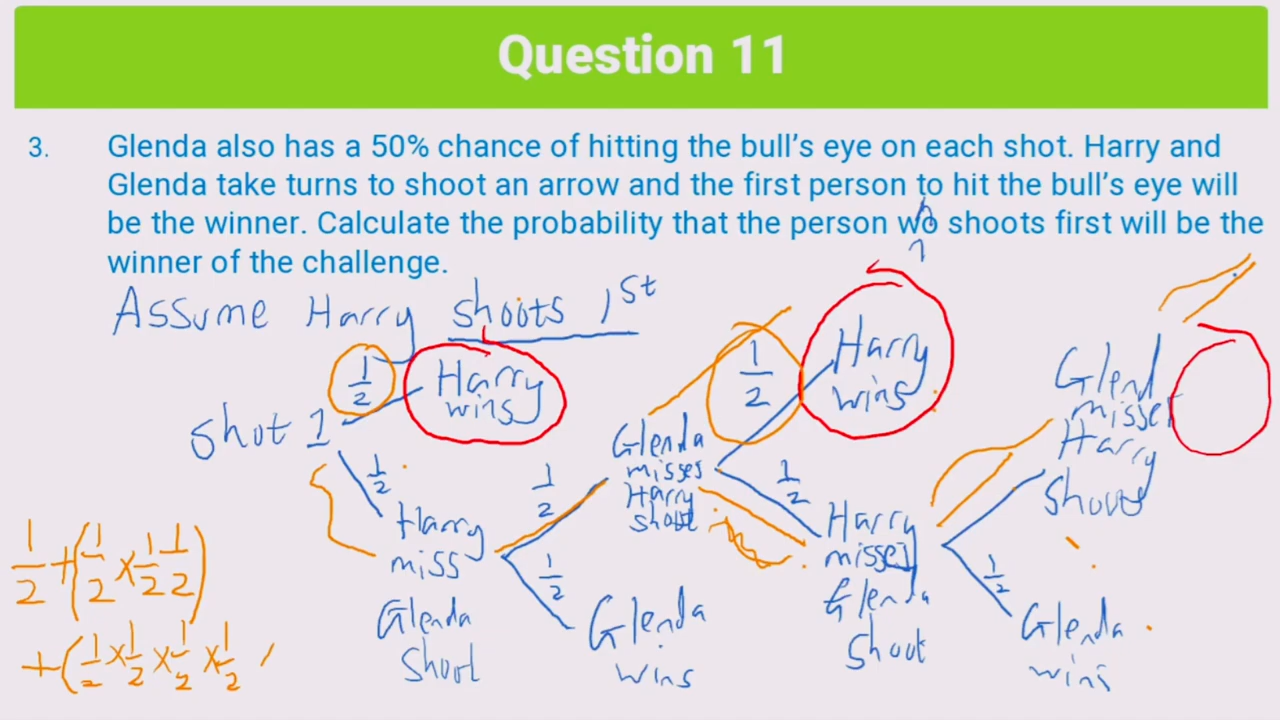 Question 11
3. Glenda also has a 50% chance of hitting the bull's eye on each shot. Harry and
Glenda take turns to shoot an arrow and the first person to hit the bull's eye will
be the winner. Calculate the probability that the person wo shoots first will be the
h
winner of the challenge.
Assume Harry shoots 1st
shot 1
1/2
Harry
wins
1/2
Harry
miss
Glenda
shoot
1/2
Glenda
misses
Harry
shoot
1/2
Glenda
wins
1/2
Harry
wins
1/2
Harry
misses
Glenda
shoot
Glend
misses
Harry
shoots
1/2
Glenda
wins
1/2 + (1/2 × 1/2 1/2)
+ (1/2 × 1/2 × 1/2 × 1/2